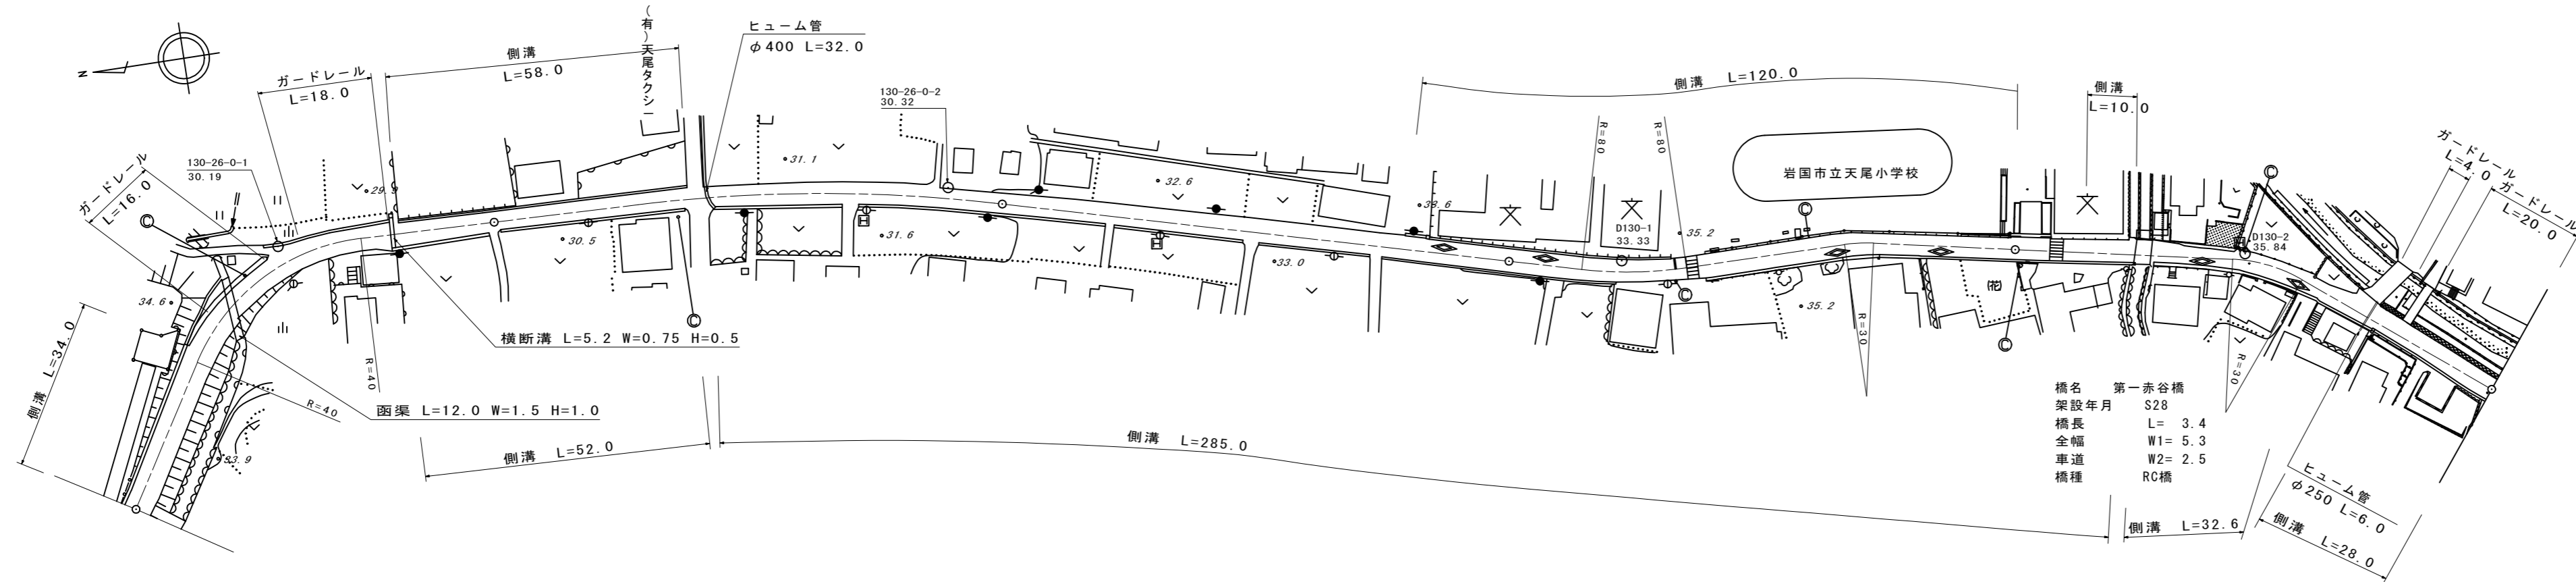 N
ガードレール
L=16.0
130-26-0-1
30.19
ガードレール
L=18.0
側溝
L=58.0
(有)天尾タクシー
ヒューム管
φ400 L=32.0
130-26-0-2
30.32
側溝 L=120.0
R=80
R=80
岩国市立天尾小学校
側溝
L=10.0
ガードレール
L=4.0
ガードレール
L=20.0
C
29.9
31.1
32.6
38.6
文
文
D130-1
33.33
35.2
C
文
C
D130-2
35.84
34.6
30.5
31.6
33.0
35.2
(花)
側溝 L=34.0
C
横断溝 L=5.2 W=0.75 H=0.5
R=40
C
R=30
C
R=30
R=40
函渠 L=12.0 W=1.5 H=1.0
33.9
側溝 L=52.0
側溝 L=285.0
橋名 第一赤谷橋
架設年月 S28
橋長 L= 3.4
全幅 W1= 5.3
車道 W2= 2.5
橋種 RC橋
ヒューム管
φ250 L=6.0
側溝 L=32.6
側溝 L=28.0